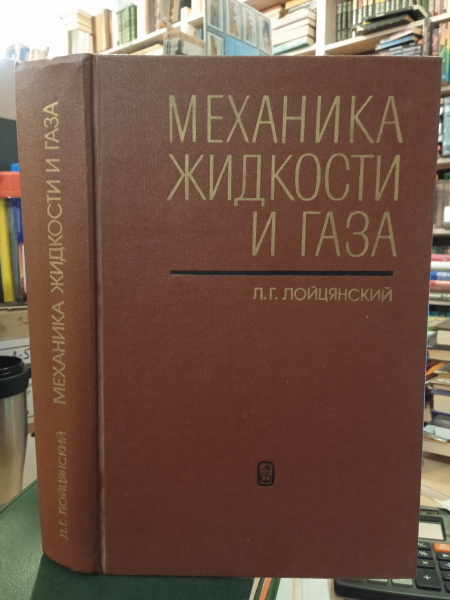 МЕХАНИКА
ЖИДКОСТИ
И ГАЗА
Л.Г. ЛОЙЦЯНСКИЙ
Л.Г. ЛОЙЦЯНСКИЙ МЕХАНИКА ЖИДКОСТИ И ГАЗА